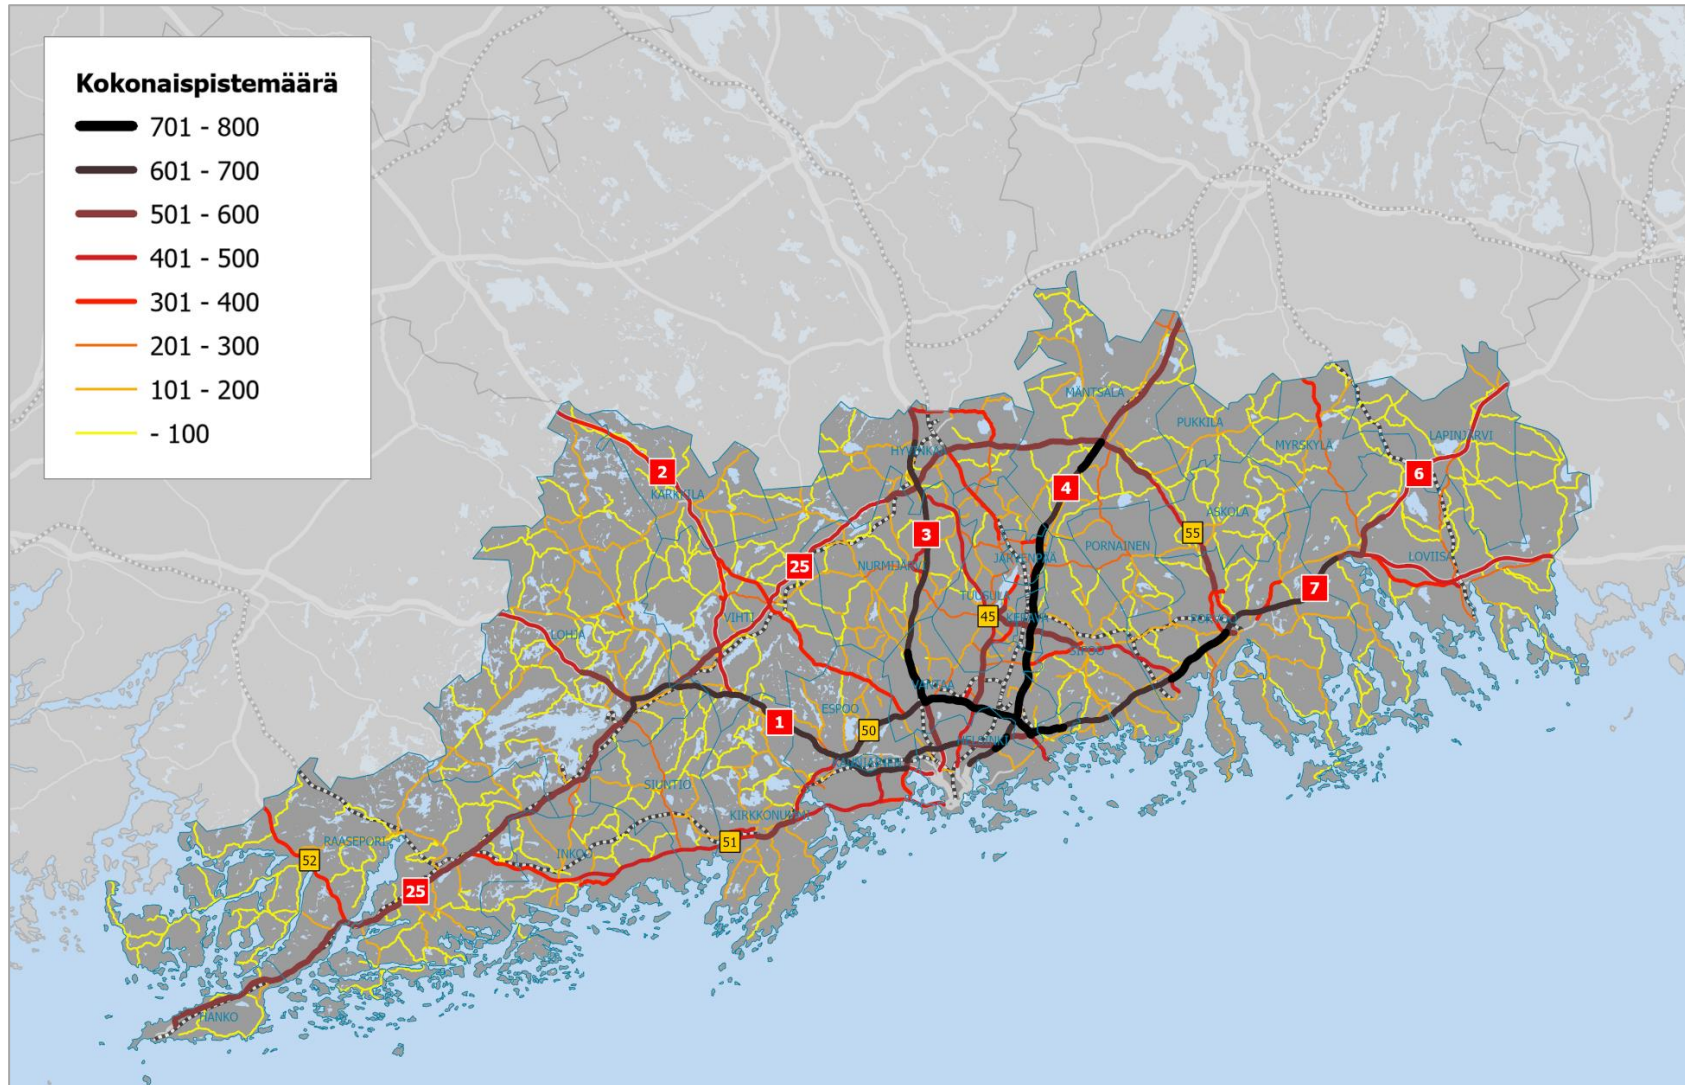 Kokonaispistemäärä
701 - 800
601 - 700
501 - 600
401 - 500
301 - 400
201 - 300
101 - 200
- 100
MÄNTSÄLÄ
PUKKILA
MYRSKYLÄ
LAPINJÄRVI
HYVINKÄÄ
2
KARKKILA
4
6
3
55
ASKOLA
25
NURMIJÄRVI
JÄRVENPÄÄ
PORNAINEN
LOVIISA
7
TUUSULA
45
KERAVA
VIHTI
PORVOO
LOHJA
SIPOO
VANTAA
1
ESPOO
50
HELSINKI
KAUNIAINEN
SIUNTIO
KIRKKONUMMI
51
RAASEPORI
52
INKOO
25
HANKO